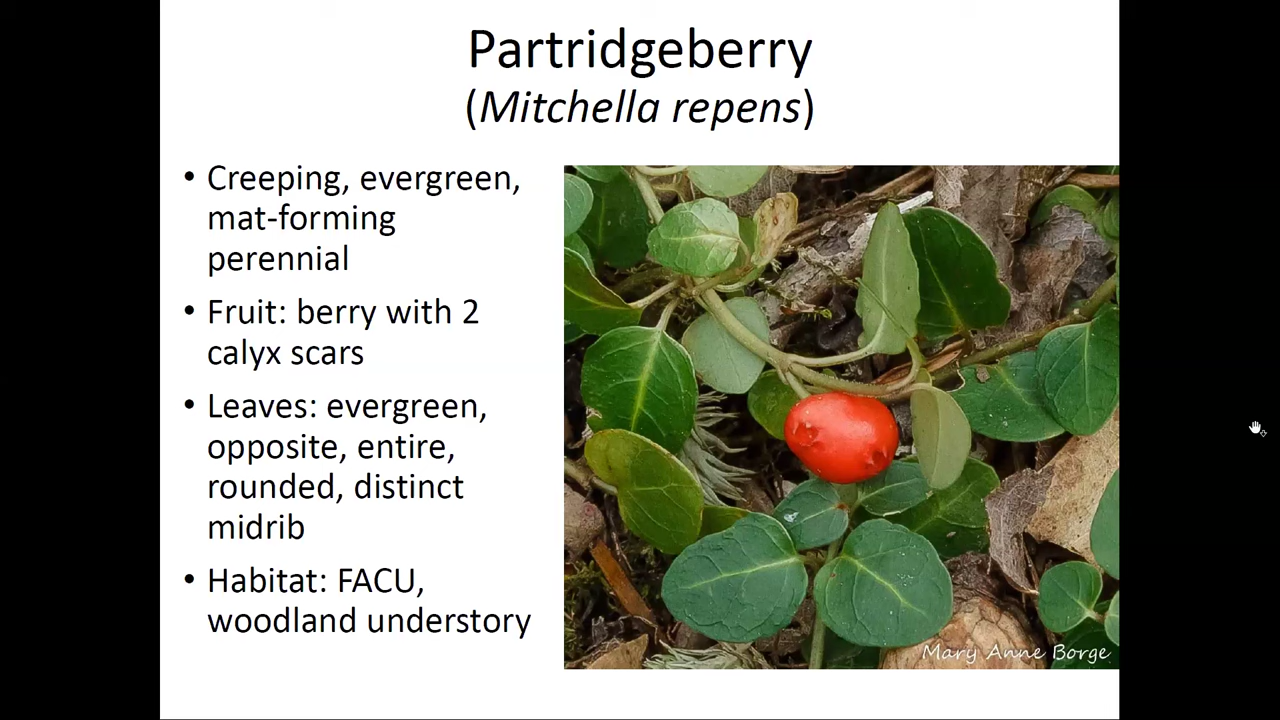 Partridgeberry
(Mitchella repens)
• Creeping, evergreen,
mat-forming
perennial
• Fruit: berry with 2
calyx scars
• Leaves: evergreen,
opposite, entire,
rounded, distinct
midrib
• Habitat: FACU,
woodland understory
Mary Anne Borge